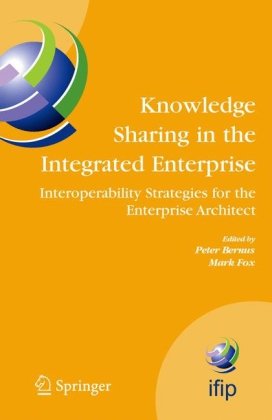 Knowledge
Sharing in the
Integrated Enterprise
Interoperability Strategies for the
Enterprise Architect
Edited by
Peter Bernus
Mark Fox
Springer
ifip